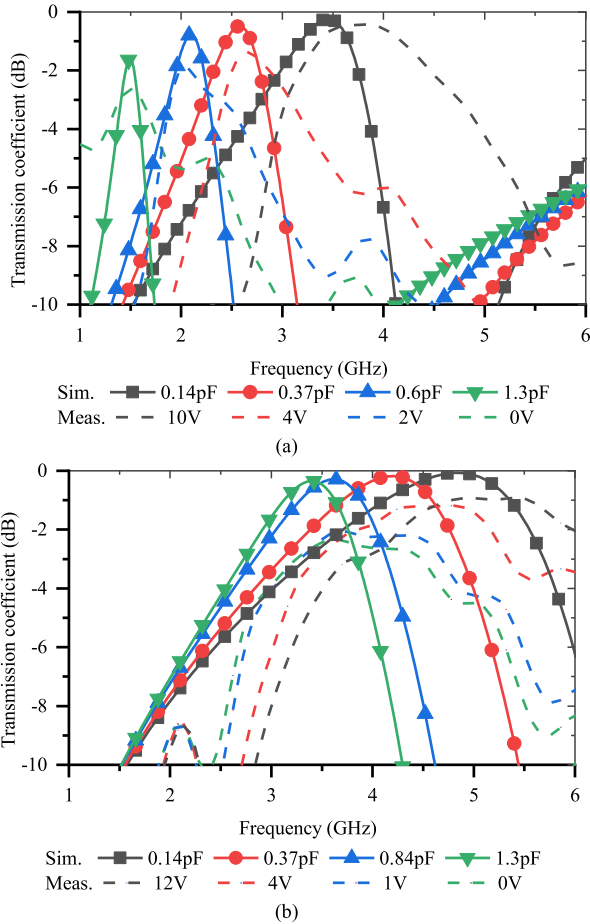 0
-2
-4
-6
-8
-10
Transmission coefficient (dB)
1 2 3 4 5 6
Frequency (GHz)
Sim. 0.14pF 0.37pF 0.6pF 1.3pF
Meas. 10V 4V 2V 0V
(a)
0
-2
-4
-6
-8
-10
Transmission coefficient (dB)
1 2 3 4 5 6
Frequency (GHz)
Sim. 0.14pF 0.37pF 0.84pF 1.3pF
Meas. 12V 4V 1V 0V
(b)